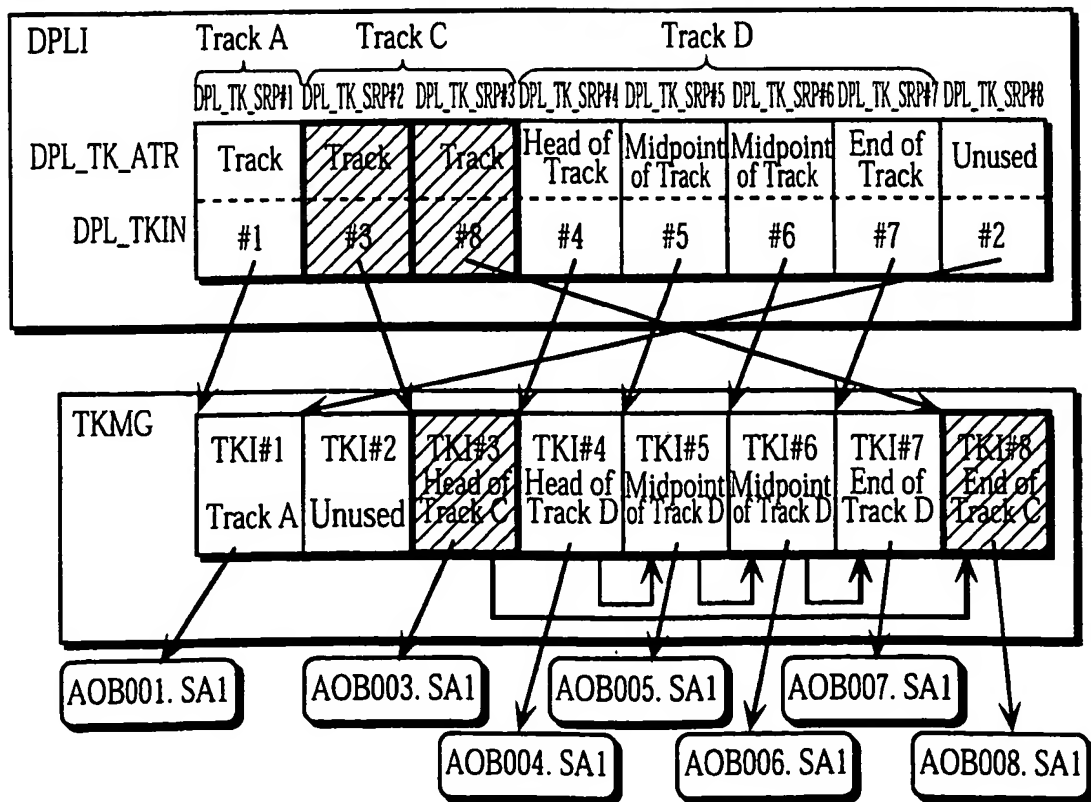 DPLI
Track A
Track C
Track D
DPL_TK_SRP#1 DPL_TK_SRP#2 DPL_TK_SRP#3 DPL_TK_SRP#4 DPL_TK_SRP#5 DPL_TK_SRP#6 DPL_TK_SRP#7 DPL_TK_SRP#8
DPL_TK_ATR
Track
Track
Track
Head of
Track
Midpoint
of Track
Midpoint
of Track
End of
Track
Unused
DPL_TKIN
#1
#3
#8
#4
#5
#6
#7
#2
TKMG
TKI#1
Track A
TKI#2
Unused
TKI#3
Head of
Track C
TKI#4
Head of
Track D
TKI#5
Midpoint
of Track D
TKI#6
Midpoint
of Track D
TKI#7
End of
Track D
TKI#8
End of
Track C
AOB001. SA1
AOB003. SA1
AOB005. SA1
AOB007. SA1
AOB004. SA1
AOB006. SA1
AOB008. SA1